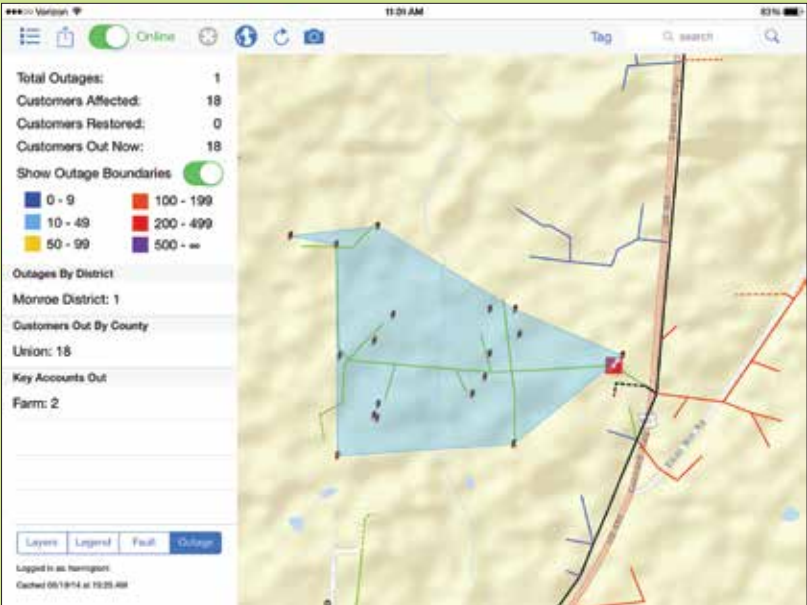 Verizon
11:01 AM
83%
Online
Tag
search
Total Outages: 1
Customers Affected: 18
Customers Restored: 0
Customers Out Now: 18
Show Outage Boundaries
0 - 9
100 - 199
10 - 49
200 - 499
50 - 99
500 - ∞
Outages By District
Monroe District: 1
Customers Out By County
Union: 18
Key Accounts Out
Farm: 2
Layers
Legend
Fault
Outage
Logged in as: harrington
Cached 08/19/14 at 10:25 AM